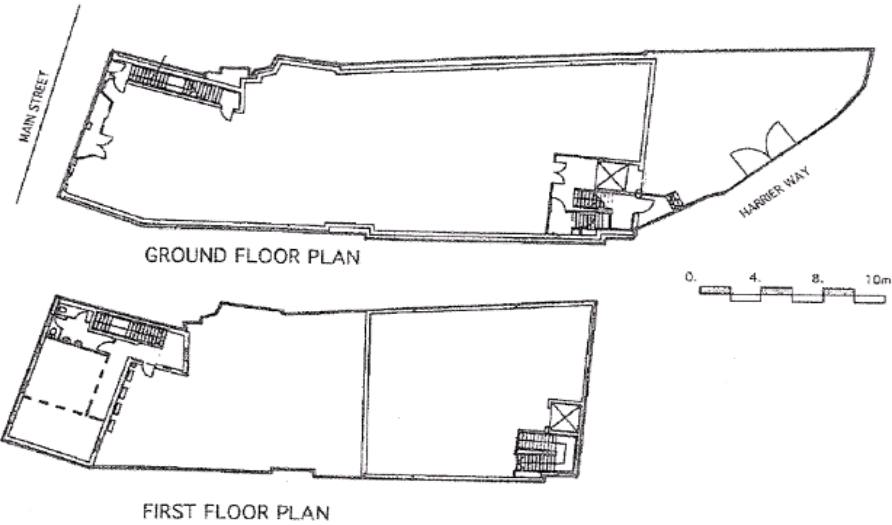 MAIN STREET
HARRIER WAY
GROUND FLOOR PLAN
0. 4. 8. 10m
FIRST FLOOR PLAN